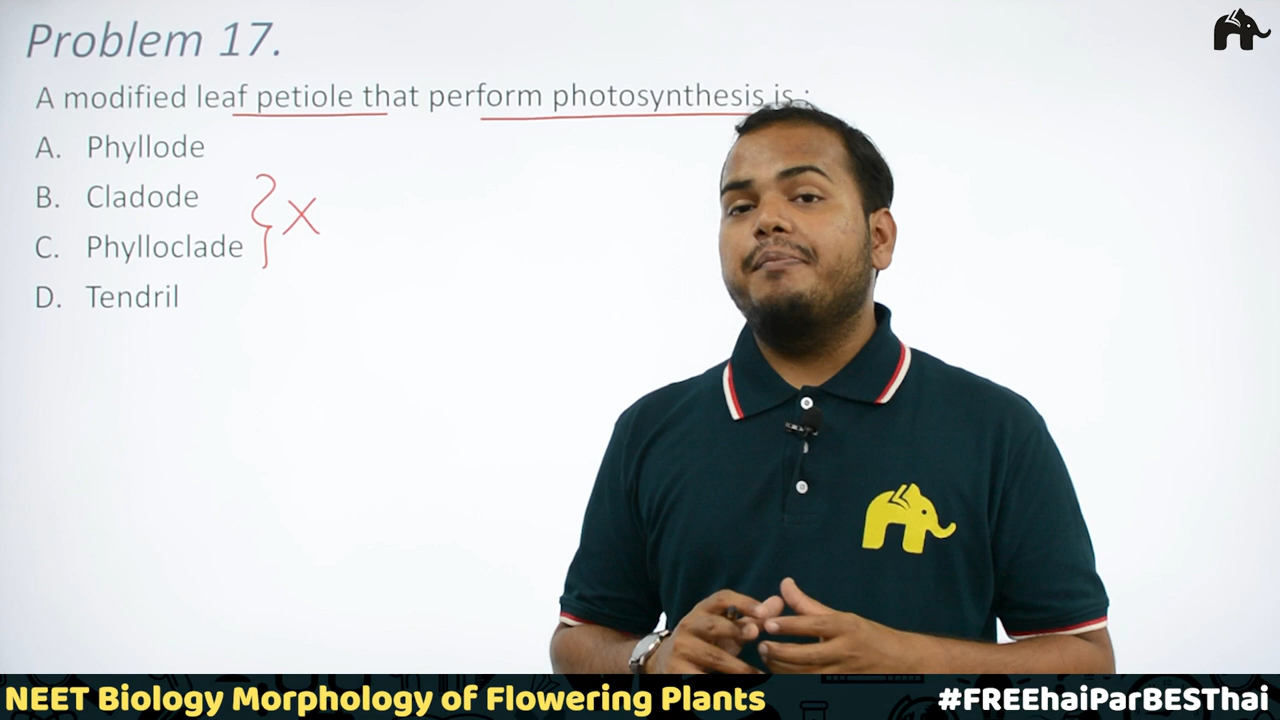 Problem 17.
A modified leaf petiole that perform photosynthesis is :
A. Phyllode
B. Cladode
C. Phylloclade
D. Tendril
X
NEET Biology Morphology of Flowering Plants
#FREEhaiParBESThai